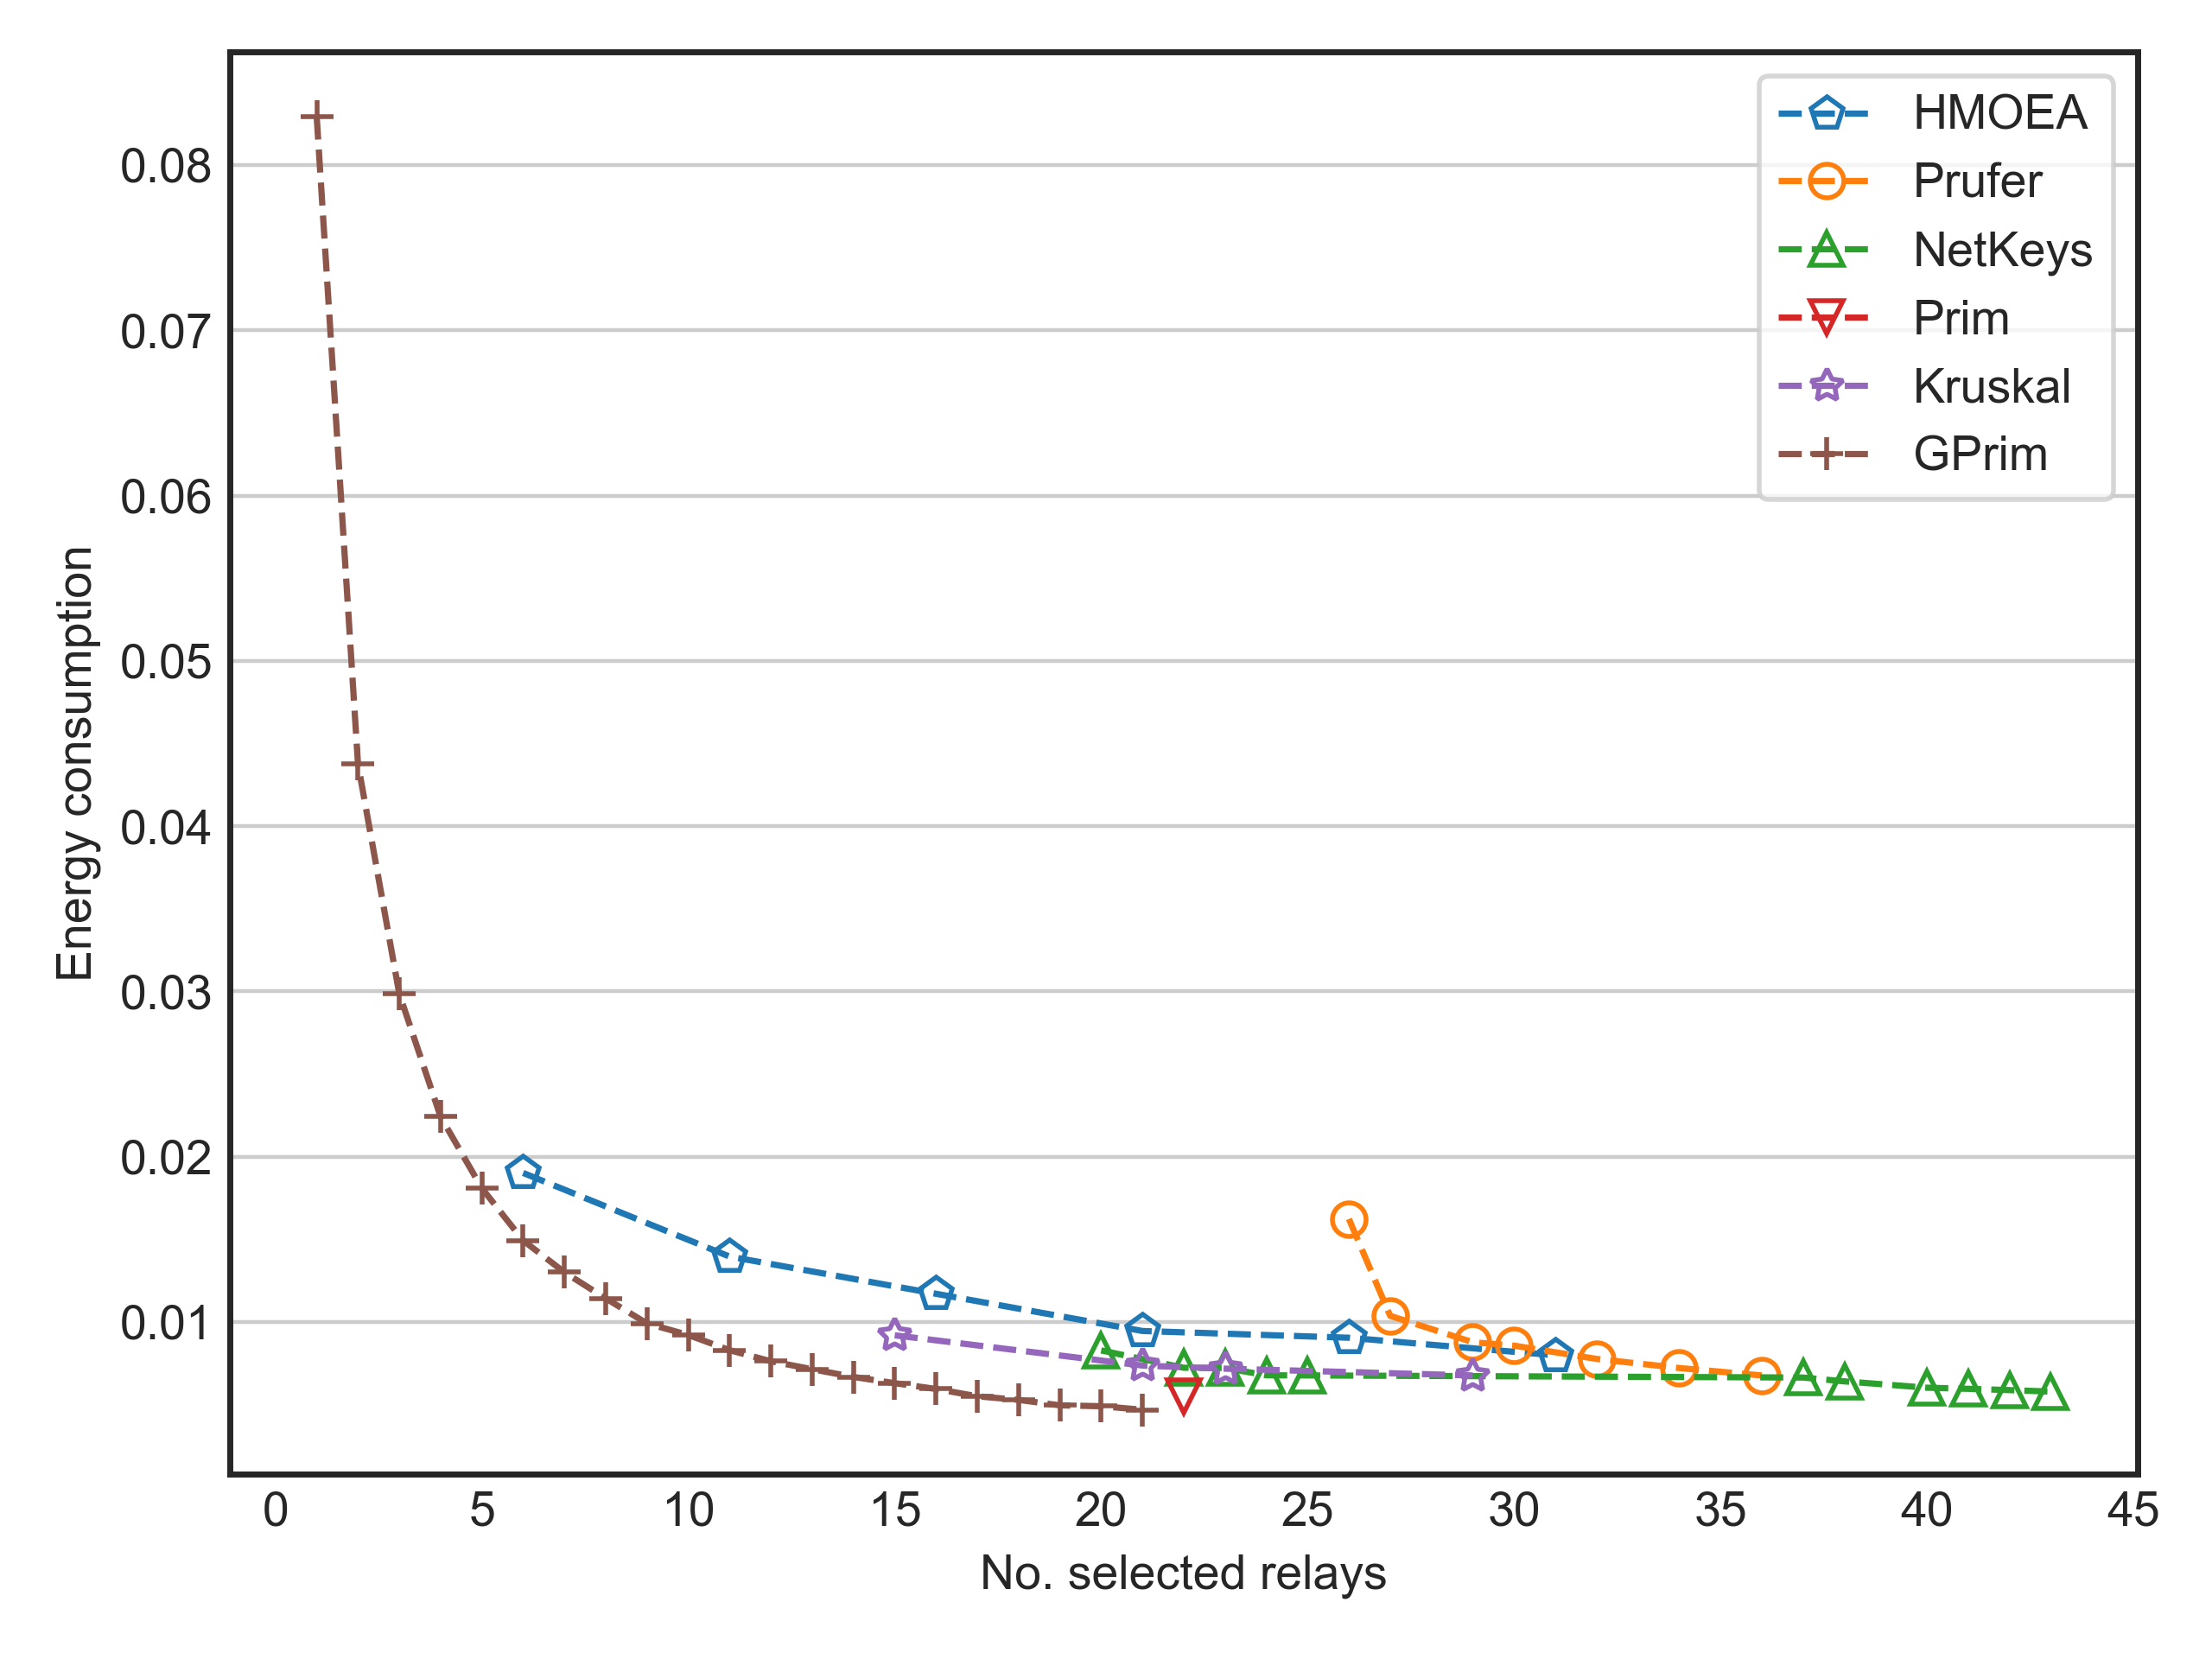 HMOEA
Prufer
NetKeys
Prim
Kruskal
GPrim
0.08
0.07
0.06
0.05
0.04
0.03
0.02
0.01
Energy consumption
0 5 10 15 20 25 30 35 40 45
No. selected relays